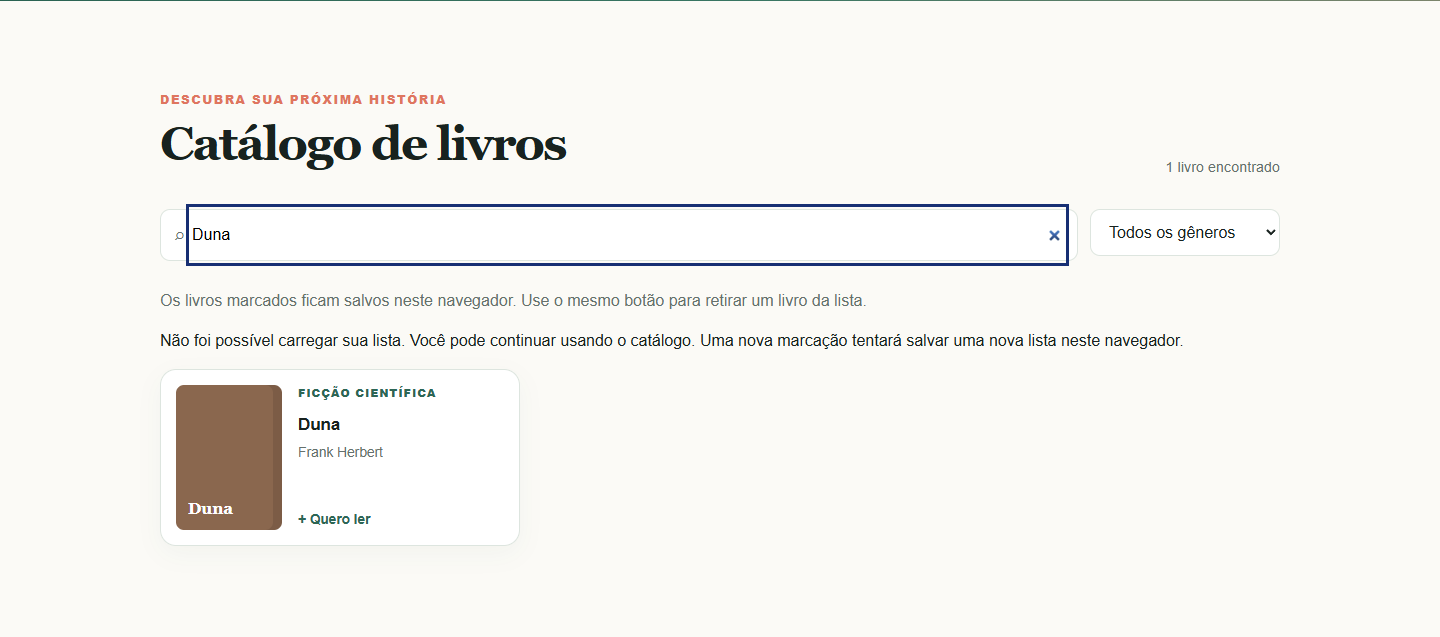 DESCUBRA SUA PRÓXIMA HISTÓRIA
Catálogo de livros
1 livro encontrado
Duna
Todos os gêneros
Os livros marcados ficam salvos neste navegador. Use o mesmo botão para retirar um livro da lista.
Não foi possível carregar sua lista. Você pode continuar usando o catálogo. Uma nova marcação tentará salvar uma nova lista neste navegador.
FICÇÃO CIENTÍFICA
Duna
Frank Herbert
Duna
+ Quero ler